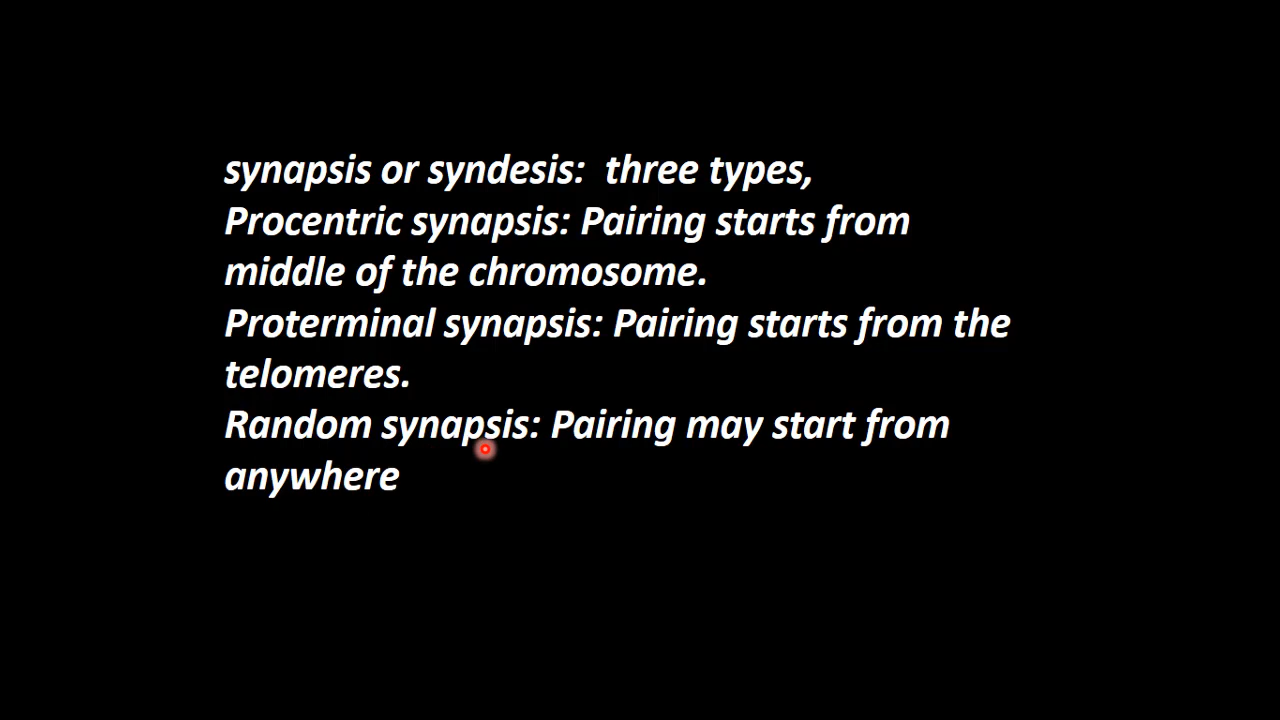 synapsis or syndesis:  three types,
Procentric synapsis: Pairing starts from
middle of the chromosome.
Proterminal synapsis: Pairing starts from the
telomeres.
Random synapsis: Pairing may start from
anywhere